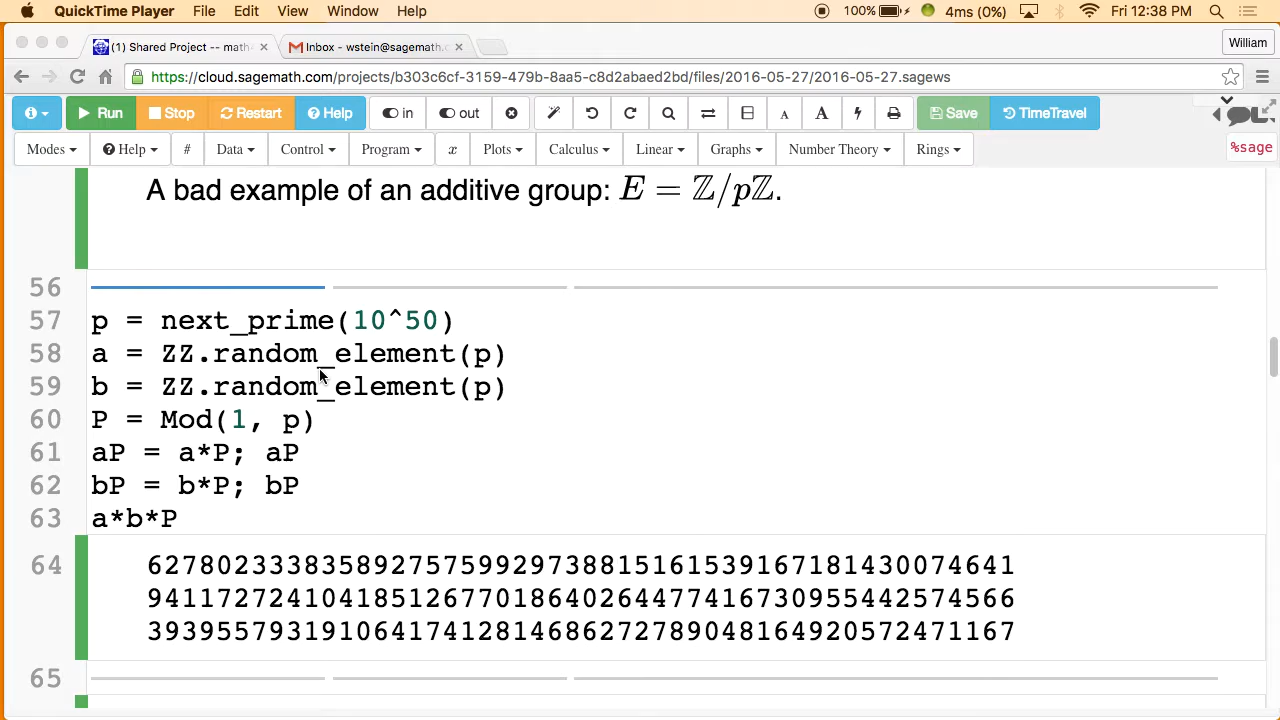 QuickTime Player File Edit View Window Help 100% 4ms (0%) Fri 12:38 PM
(1) Shared Project -- math × Inbox - wstein@sagemath.c × William
https://cloud.sagemath.com/projects/b303c6cf-3159-479b-8aa5-c8d2abaed2bd/files/2016-05-27/2016-05-27.sagews
Run Stop Restart Help in out A A Save TimeTravel
Modes Help # Data Control Program x Plots Calculus Linear Graphs Number Theory Rings %sage
A bad example of an additive group: E = ℤ/pℤ.
56
57 p = next_prime(10^50)
58 a = ZZ.random_element(p)
59 b = ZZ.random_element(p)
60 P = Mod(1, p)
61 aP = a*P; aP
62 bP = b*P; bP
63 a*b*P
64 62780233383589275759929738815161539167181430074641
94117272410418512677018640264477416730955442574566
39395579319106417412814686272789048164920572471167
65